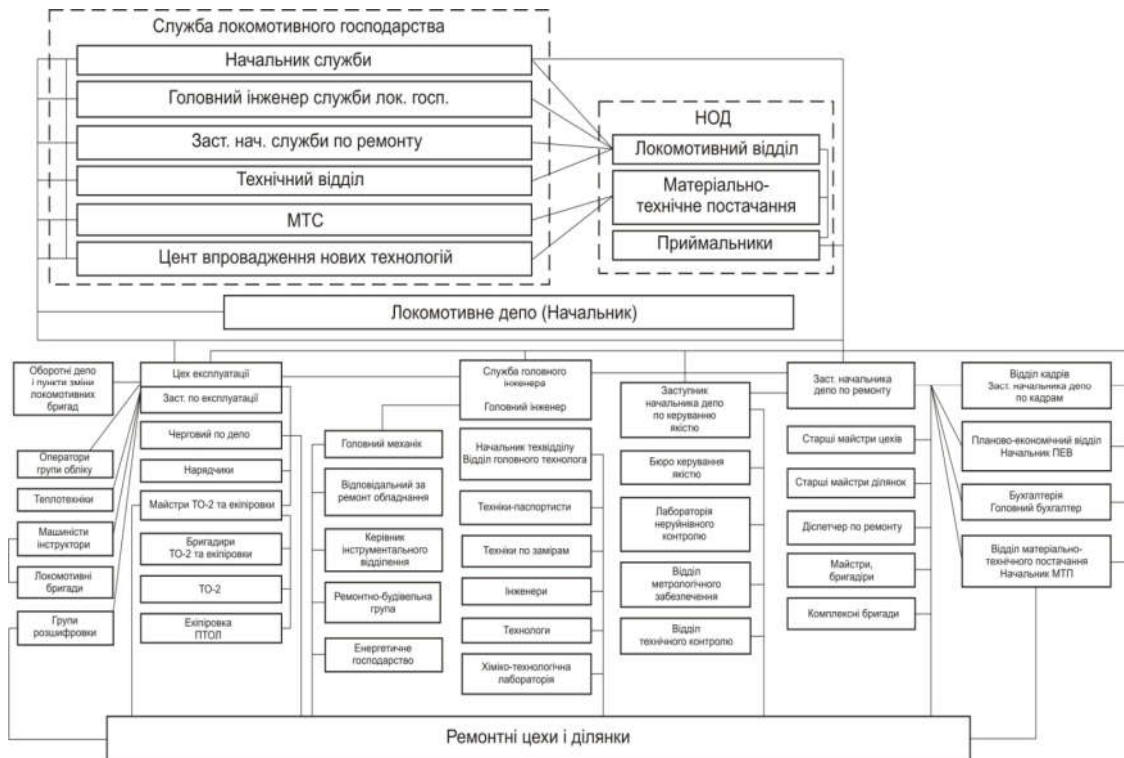 Служба локомотивного господарства
Начальник служби
Головний інженер служби лок. госп.
Заст. нач. служби по ремонту
Технічний відділ
МТС
Цент впровадження нових технологій
НОД
Локомотивний відділ
Матеріально-
технічне постачання
Приймальники
Локомотивне депо (Начальник)
Оборотні депо
і пункти зміни
локомотивних
бригад
Оператори
групи обліку
Теплотехніки
Машиністи
інструктори
Локомотивні
бригади
Групи
розшифровки
Цех експлуатації
Заст. по експлуатації
Черговий по депо
Нарядчики
Майстри ТО-2 та екіпіровки
Бригадири
ТО-2 та екіпіровки
ТО-2
Екіпіровка
ПТОЛ
Служба головного
інженера
Головний інженер
Головний механік
Відповідальний за
ремонт обладнання
Керівник
інструментального
відділення
Ремонтно-будівельна
група
Енергетичне
господарство
Начальник техвідділу
Відділ головного технолога
Техніки-паспортисти
Техніки по замірам
Інженери
Технологи
Хіміко-технологічна
лабораторія
Заступник
начальника депо
по керуванню
якістю
Бюро керування
якістю
Лабораторія
неруйнівного
контролю
Відділ
метрологічного
забезпечення
Відділ
технічного контролю
Заст. начальника
депо по ремонту
Старші майстри цехів
Старші майстри ділянок
Діспетчер по ремонту
Майстри,
бригадіри
Комплексні бригади
Відділ кадрів
Заст. начальника депо
по кадрам
Планово-економічний відділ
Начальник ПЕВ
Бухгалтерія
Головний бухгалтер
Відділ матеріально-
технічного постачання
Начальник МТП
Ремонтні цехи і ділянки